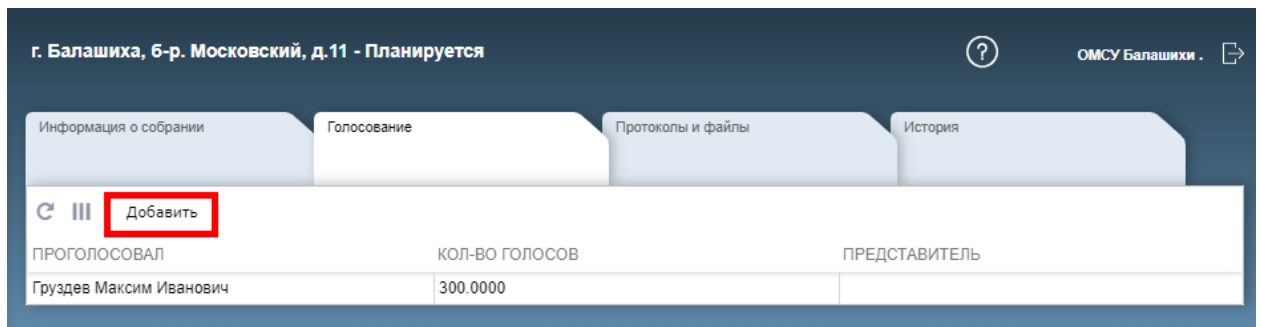 г. Балашиха, б-р. Московский, д.11 - Планируется
?
ОМСУ Балашихи .
Информация о собрании
Голосование
Протоколы и файлы
История
Добавить
ПРОГОЛОСОВАЛ
КОЛ-ВО ГОЛОСОВ
ПРЕДСТАВИТЕЛЬ
Груздев Максим Иванович
300.0000